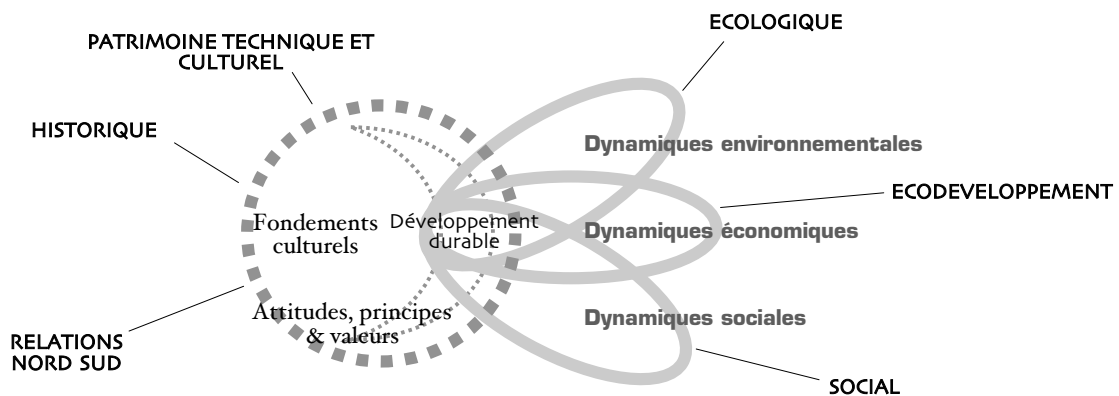 ECOLOGIQUE
PATRIMOINE TECHNIQUE ET
CULTUREL
HISTORIQUE
Dynamiques environnementales
ECODEVELOPPEMENT
Fondements
culturels
Développement
durable
Dynamiques économiques
Attitudes, principes
& valeurs
Dynamiques sociales
RELATIONS
NORD SUD
SOCIAL